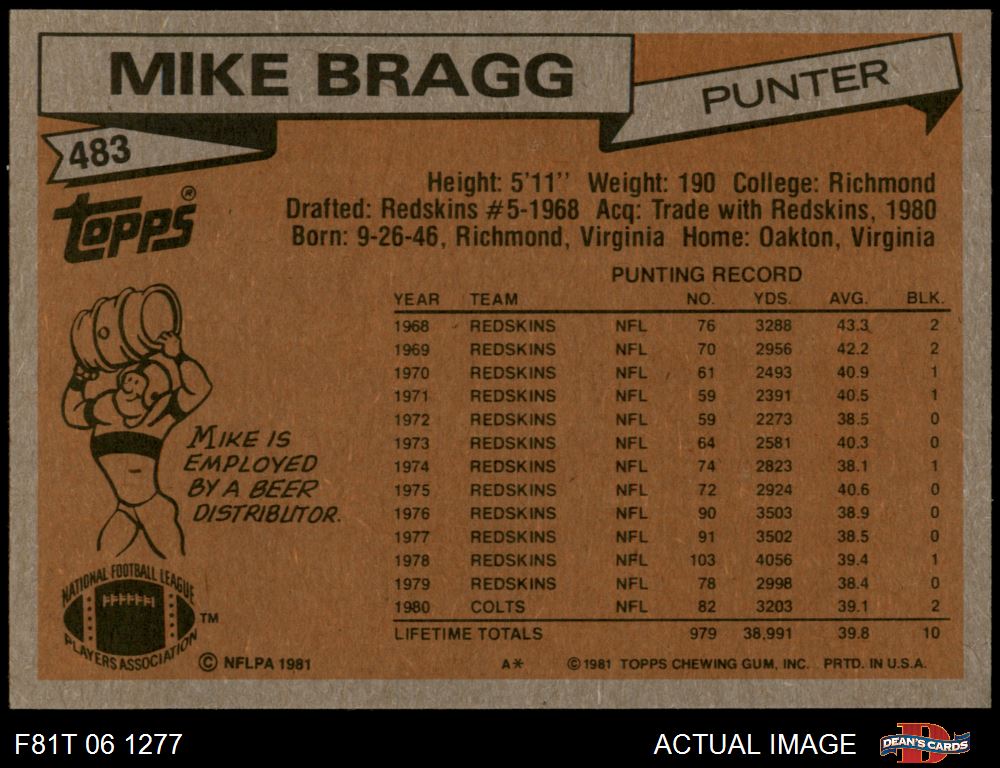 MIKE BRAGG
PUNTER
483
TOPPS®
Height: 5'11'' Weight: 190 College: Richmond
Drafted: Redskins #5-1968 Acq: Trade with Redskins, 1980
Born: 9-26-46, Richmond, Virginia Home: Oakton, Virginia
PUNTING RECORD
YEAR TEAM NO. YDS. AVG. BLK.
1968 REDSKINS NFL 76 3288 43.3 2
1969 REDSKINS NFL 70 2956 42.2 2
1970 REDSKINS NFL 61 2493 40.9 1
1971 REDSKINS NFL 59 2391 40.5 1
1972 REDSKINS NFL 59 2273 38.5 0
1973 REDSKINS NFL 64 2581 40.3 0
1974 REDSKINS NFL 74 2823 38.1 1
1975 REDSKINS NFL 72 2924 40.6 0
1976 REDSKINS NFL 90 3503 38.9 0
1977 REDSKINS NFL 91 3502 38.5 0
1978 REDSKINS NFL 103 4056 39.4 1
1979 REDSKINS NFL 78 2998 38.4 0
1980 COLTS NFL 82 3203 39.1 2
LIFETIME TOTALS 979 38,991 39.8 10
MIKE IS
EMPLOYED
BY A BEER
DISTRIBUTOR.
NATIONAL FOOTBALL LEAGUE
PLAYERS ASSOCIATION
TM
© NFLPA 1981
A* © 1981 TOPPS CHEWING GUM, INC. PRTD. IN U.S.A.
F81T 06 1277
ACTUAL IMAGE
D
DEAN'S CARDS